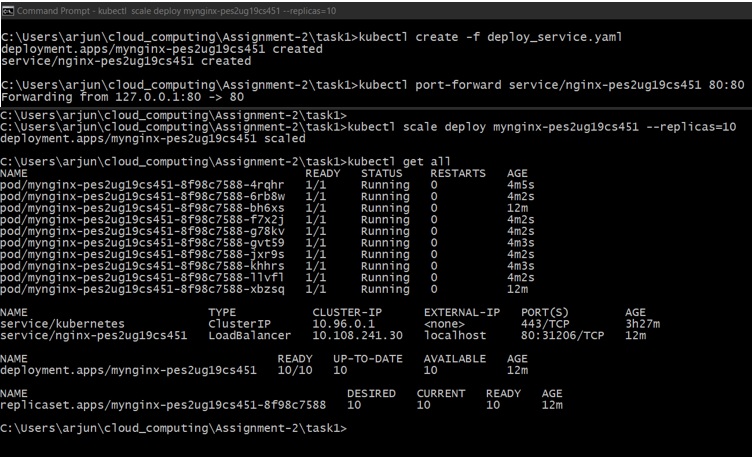 Command Prompt - kubectl scale deploy mynginx-pes2ug19cs451 --replicas=10
C:\Users\arjun\cloud_computing\Assignment-2\task1>kubectl create -f deploy_service.yaml
deployment.apps/mynginx-pes2ug19cs451 created
service/nginx-pes2ug19cs451 created
C:\Users\arjun\cloud_computing\Assignment-2\task1>kubectl port-forward service/nginx-pes2ug19cs451 80:80
Forwarding from 127.0.0.1:80 -> 80
C:\Users\arjun\cloud_computing\Assignment-2\task1>
C:\Users\arjun\cloud_computing\Assignment-2\task1>kubectl scale deploy mynginx-pes2ug19cs451 --replicas=10
deployment.apps/mynginx-pes2ug19cs451 scaled
C:\Users\arjun\cloud_computing\Assignment-2\task1>kubectl get all
NAME READY STATUS RESTARTS AGE
pod/mynginx-pes2ug19cs451-8f98c7588-4rqhr 1/1 Running 0 4m5s
pod/mynginx-pes2ug19cs451-8f98c7588-6rb8w 1/1 Running 0 4m2s
pod/mynginx-pes2ug19cs451-8f98c7588-bh6xs 1/1 Running 0 12m
pod/mynginx-pes2ug19cs451-8f98c7588-f7x2j 1/1 Running 0 4m2s
pod/mynginx-pes2ug19cs451-8f98c7588-g78kv 1/1 Running 0 4m2s
pod/mynginx-pes2ug19cs451-8f98c7588-gvt59 1/1 Running 0 4m3s
pod/mynginx-pes2ug19cs451-8f98c7588-jxr9s 1/1 Running 0 4m2s
pod/mynginx-pes2ug19cs451-8f98c7588-khhrs 1/1 Running 0 4m3s
pod/mynginx-pes2ug19cs451-8f98c7588-llvfl 1/1 Running 0 4m2s
pod/mynginx-pes2ug19cs451-8f98c7588-xbzsq 1/1 Running 0 12m
NAME TYPE CLUSTER-IP EXTERNAL-IP PORT(S) AGE
service/kubernetes ClusterIP 10.96.0.1 <none> 443/TCP 3h27m
service/nginx-pes2ug19cs451 LoadBalancer 10.108.241.30 localhost 80:31206/TCP 12m
NAME READY UP-TO-DATE AVAILABLE AGE
deployment.apps/mynginx-pes2ug19cs451 10/10 10 10 12m
NAME DESIRED CURRENT READY AGE
replicaset.apps/mynginx-pes2ug19cs451-8f98c7588 10 10 10 12m
C:\Users\arjun\cloud_computing\Assignment-2\task1>